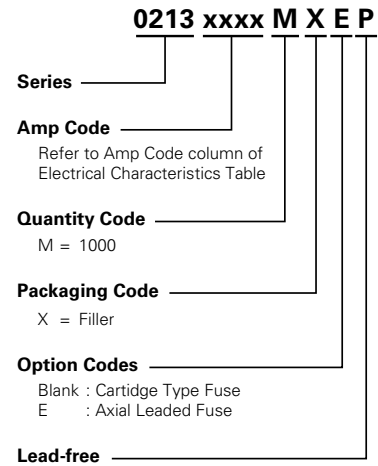 0213 xxxx M X E P
Series
Amp Code
Refer to Amp Code column of
Electrical Characteristics Table
Quantity Code
M = 1000
Packaging Code
X = Filler
Option Codes
Blank : Cartidge Type Fuse
E : Axial Leaded Fuse
Lead-free